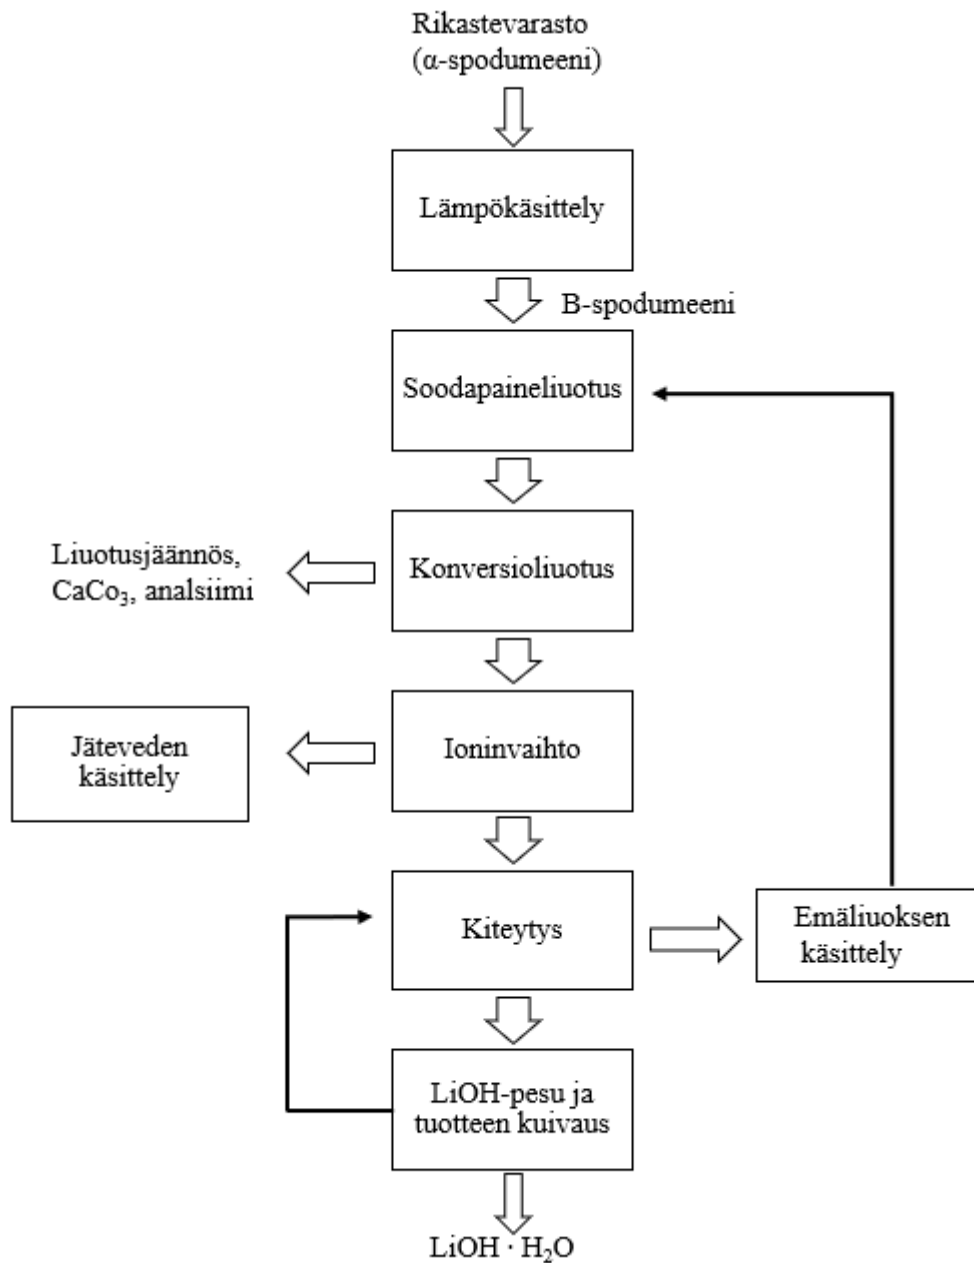 Rikastevarasto
(α-spodumeeni)
Lämpökäsittely
B-spodumeeni
Soodapaineliuotus
Konversioliuotus
Liuotusjäännös,
CaCo₃, analsiimi
Ioninvaihto
Jäteveden
käsittely
Kiteytys
Emäliuoksen
käsittely
LiOH-pesu ja
tuotteen kuivaus
LiOH · H₂O